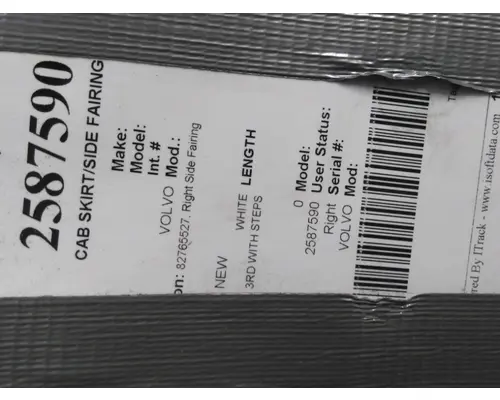 2587590
CAB SKIRT/SIDE FAIRING
Make:
Model:
Int. #
VOLVO Mod.:
on: 82765527, Right Side Fairing
NEW
WHITE LENGTH
3RD WITH STEPS
0 Model:
2587590 User Status:
Right Serial #:
VOLVO Mod:
red By ITrack - www.isoftdata.com